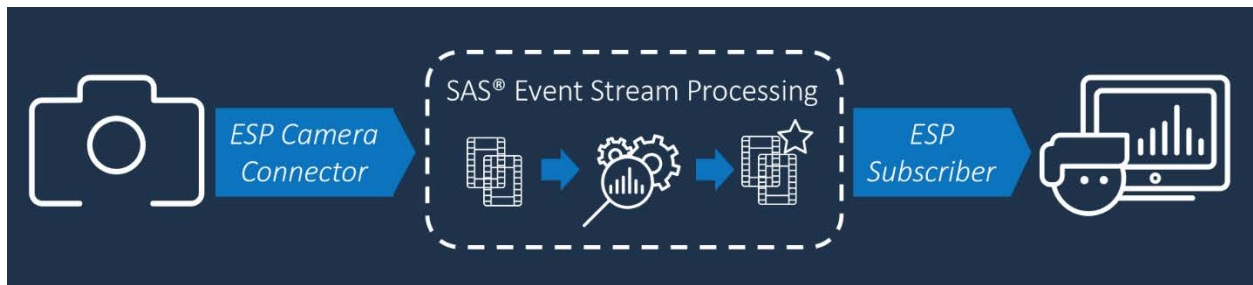 ESP Camera
Connector
SAS® Event Stream Processing
ESP
Subscriber